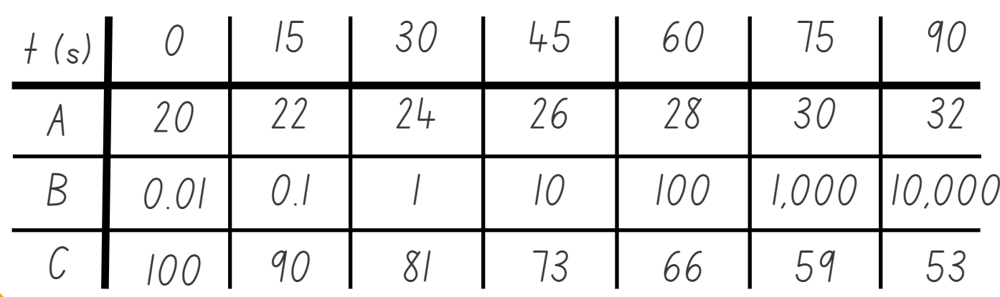 t (s) 0 15 30 45 60 75 90
A 20 22 24 26 28 30 32
B 0.01 0.1 1 10 100 1,000 10,000
C 100 90 81 73 66 59 53